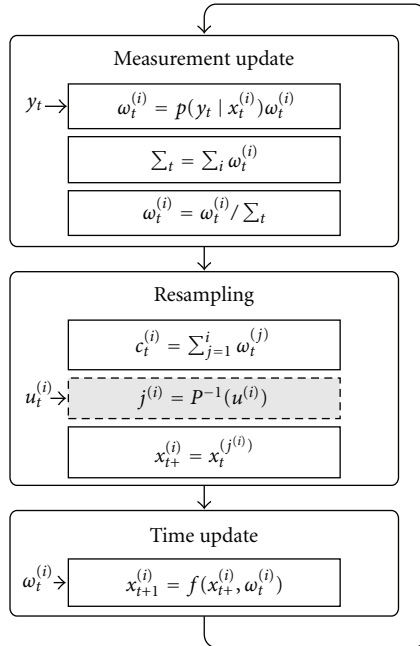 Measurement update
y_t → ω_t^{(i)} = p(y_t | x_t^{(i)})ω_t^{(i)}
∑_t = ∑_i ω_t^{(i)}
ω_t^{(i)} = ω_t^{(i)}/∑_t
Resampling
c_t^{(i)} = ∑_{j=1}^{i} ω_t^{(j)}
u_t^{(i)} → j^{(i)} = P^{−1}(u^{(i)})
x_{t+}^{(i)} = x_t^{(j^{(i)})}
Time update
ω_t^{(i)} → x_{t+1}^{(i)} = f(x_{t+}^{(i)}, ω_t^{(i)})